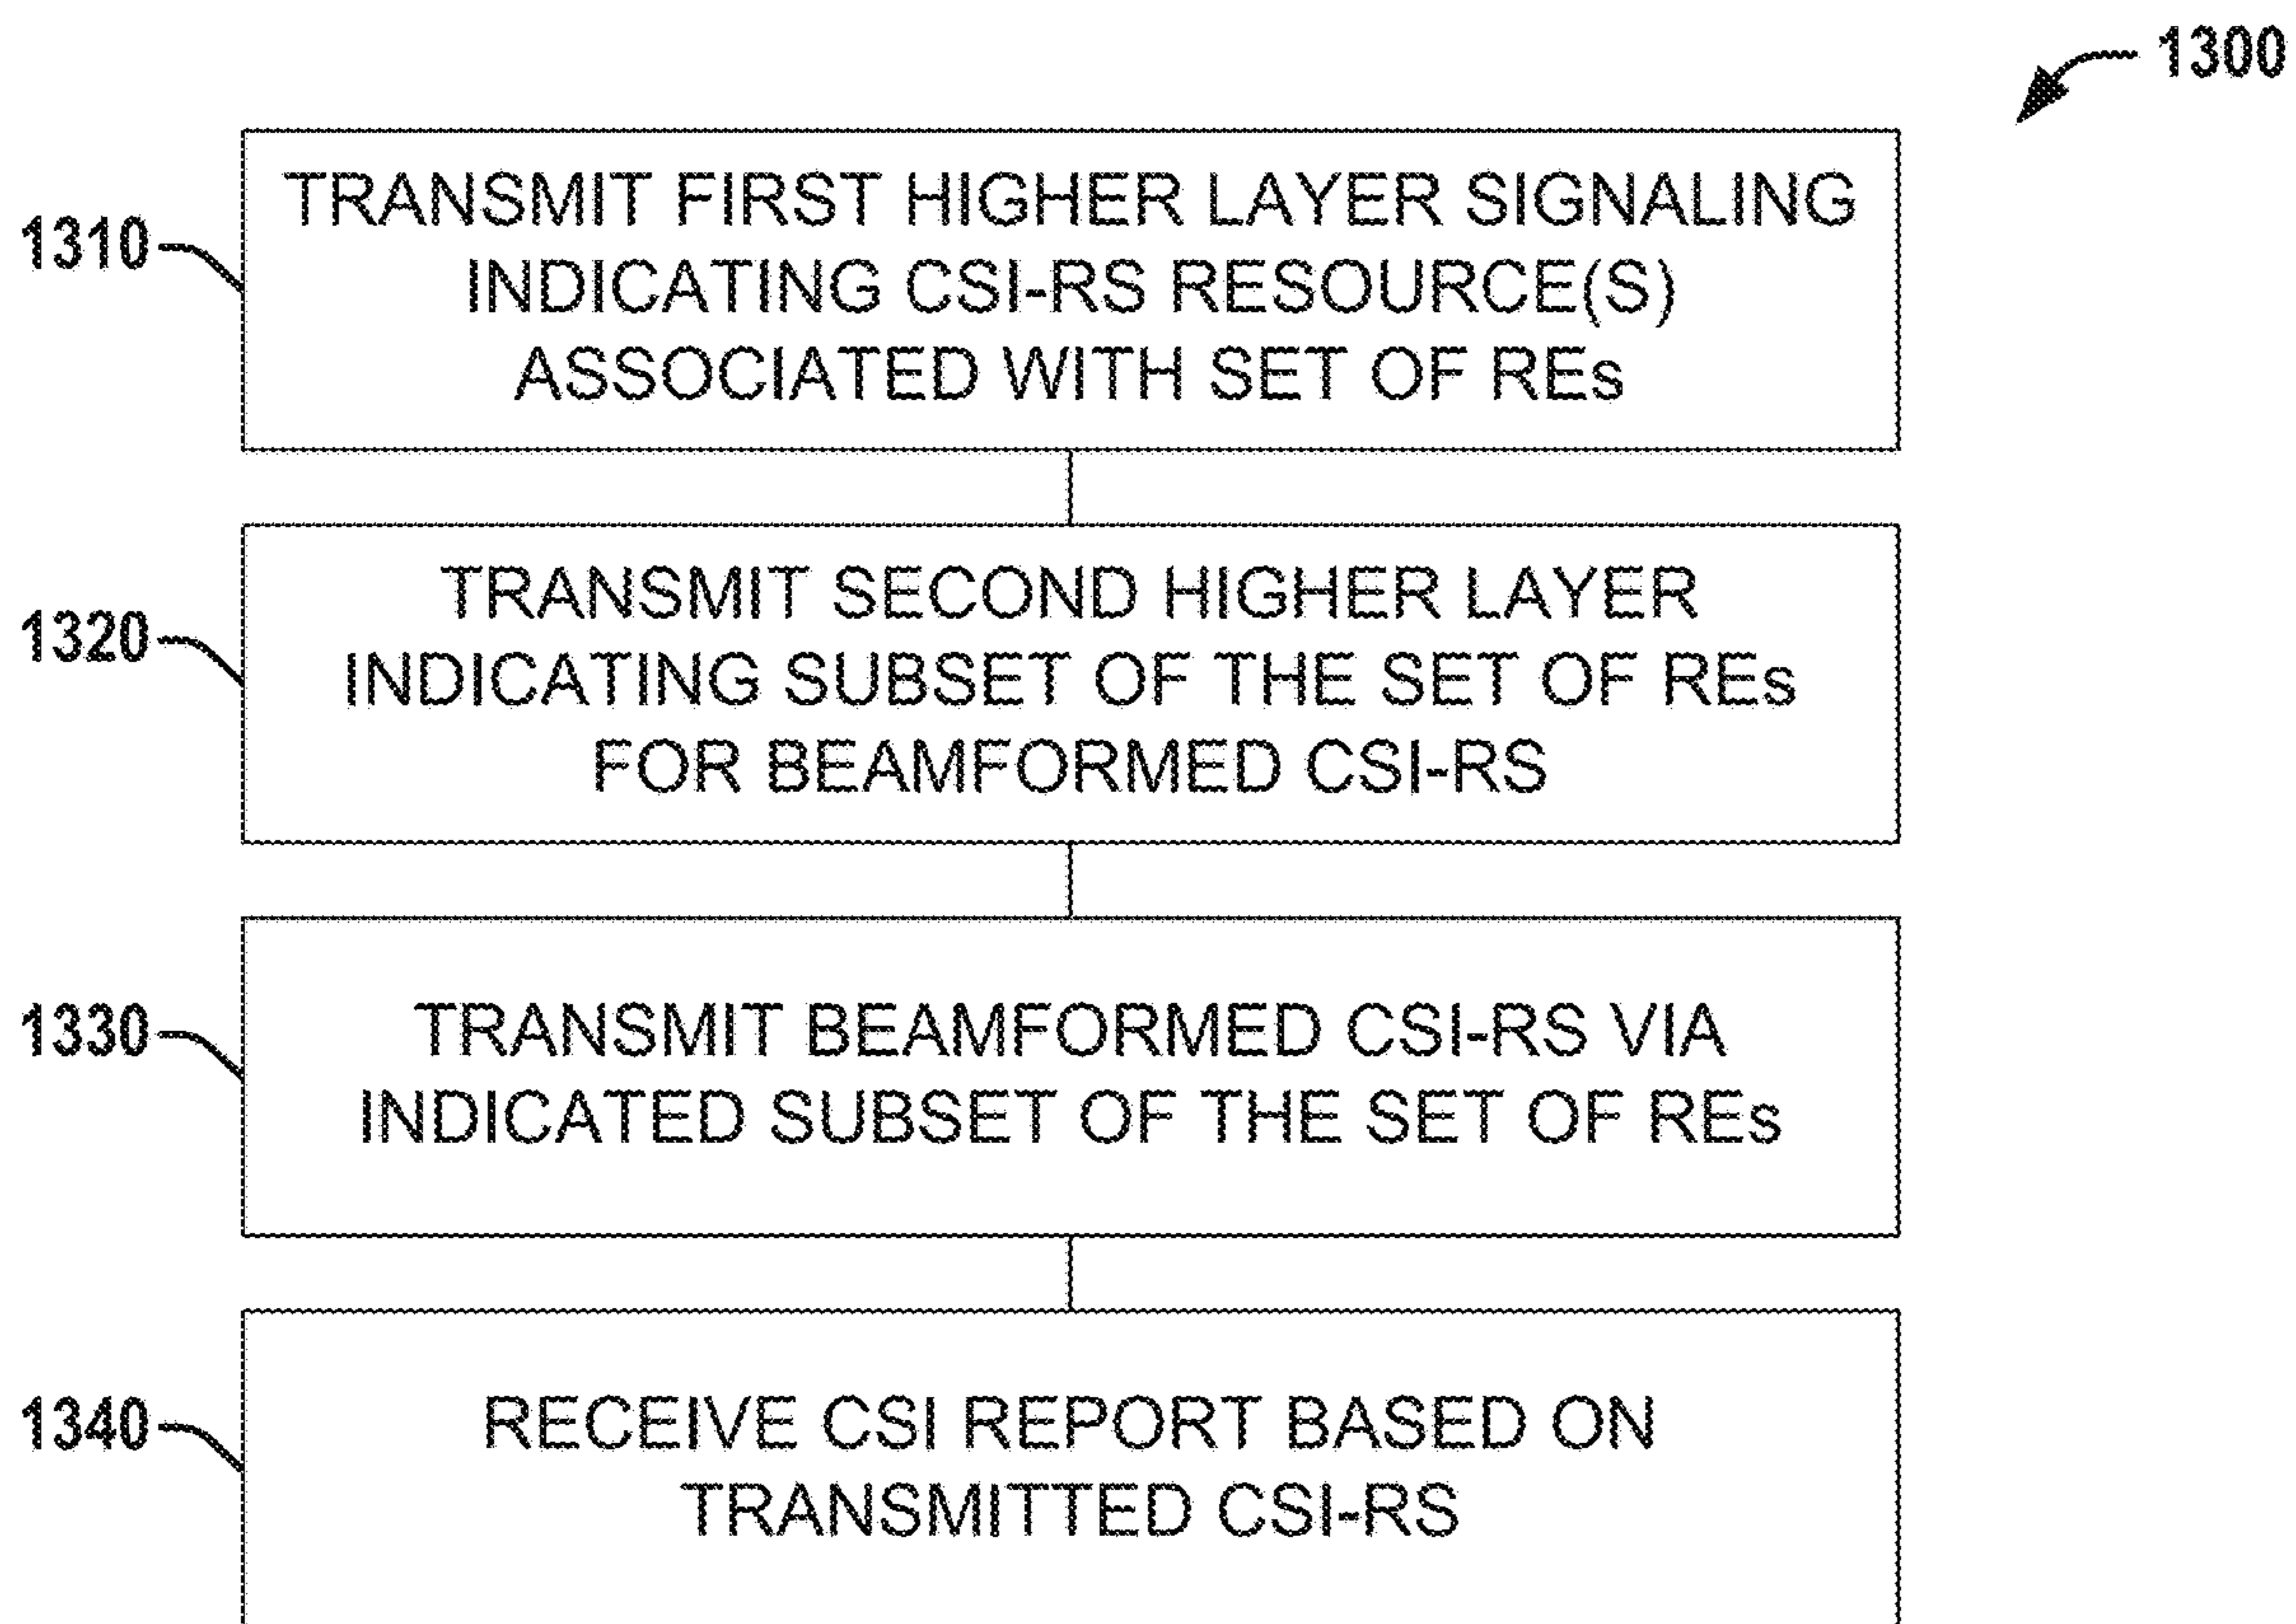 1300
1310
TRANSMIT FIRST HIGHER LAYER SIGNALING
INDICATING CSI-RS RESOURCE(S)
ASSOCIATED WITH SET OF REs
1320
TRANSMIT SECOND HIGHER LAYER
INDICATING SUBSET OF THE SET OF REs
FOR BEAMFORMED CSI-RS
1330
TRANSMIT BEAMFORMED CSI-RS VIA
INDICATED SUBSET OF THE SET OF REs
1340
RECEIVE CSI REPORT BASED ON
TRANSMITTED CSI-RS